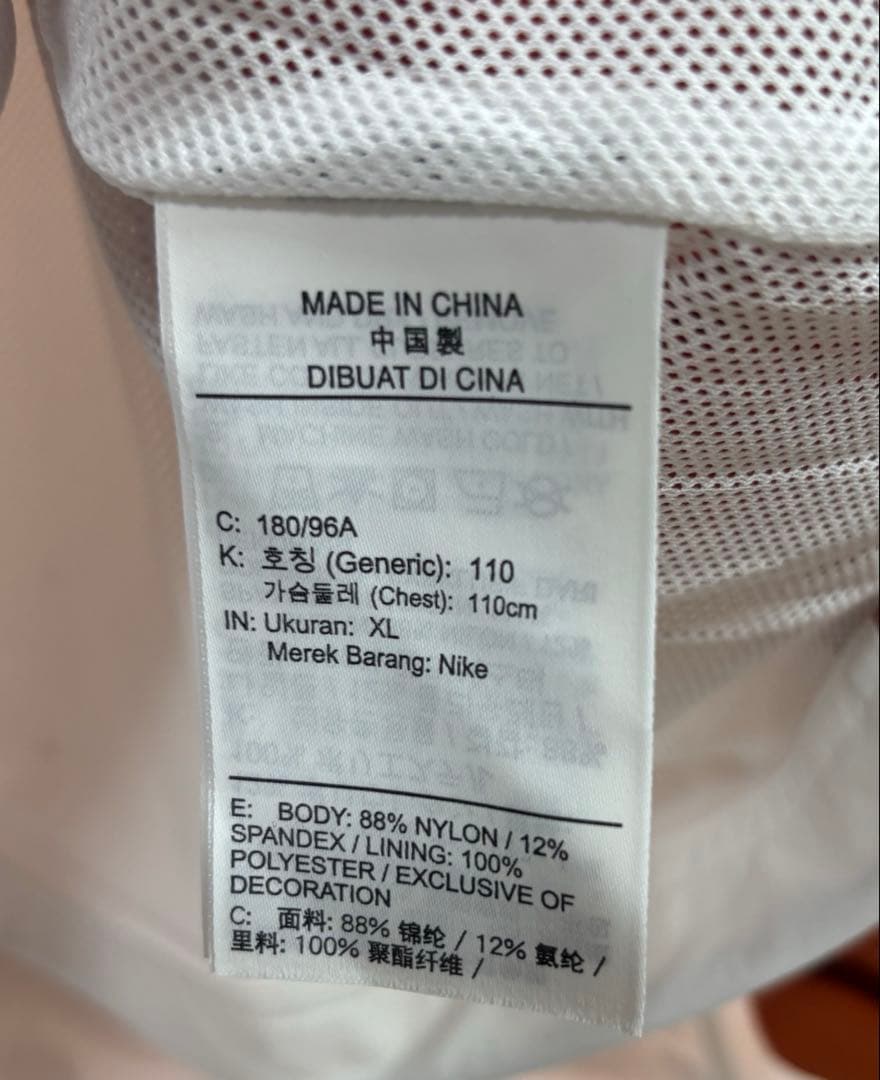 MADE IN CHINA
中国製
DIBUAT DI CINA
C: 180/96A
K: 호칭 (Generic): 110
가슴둘레 (Chest): 110cm
IN: Ukuran: XL
Merek Barang: Nike
E: BODY: 88% NYLON / 12%
SPANDEX / LINING: 100%
POLYESTER / EXCLUSIVE OF
DECORATION
C: 面料: 88% 锦纶 / 12% 氨纶 /
里料: 100% 聚酯纤维 /